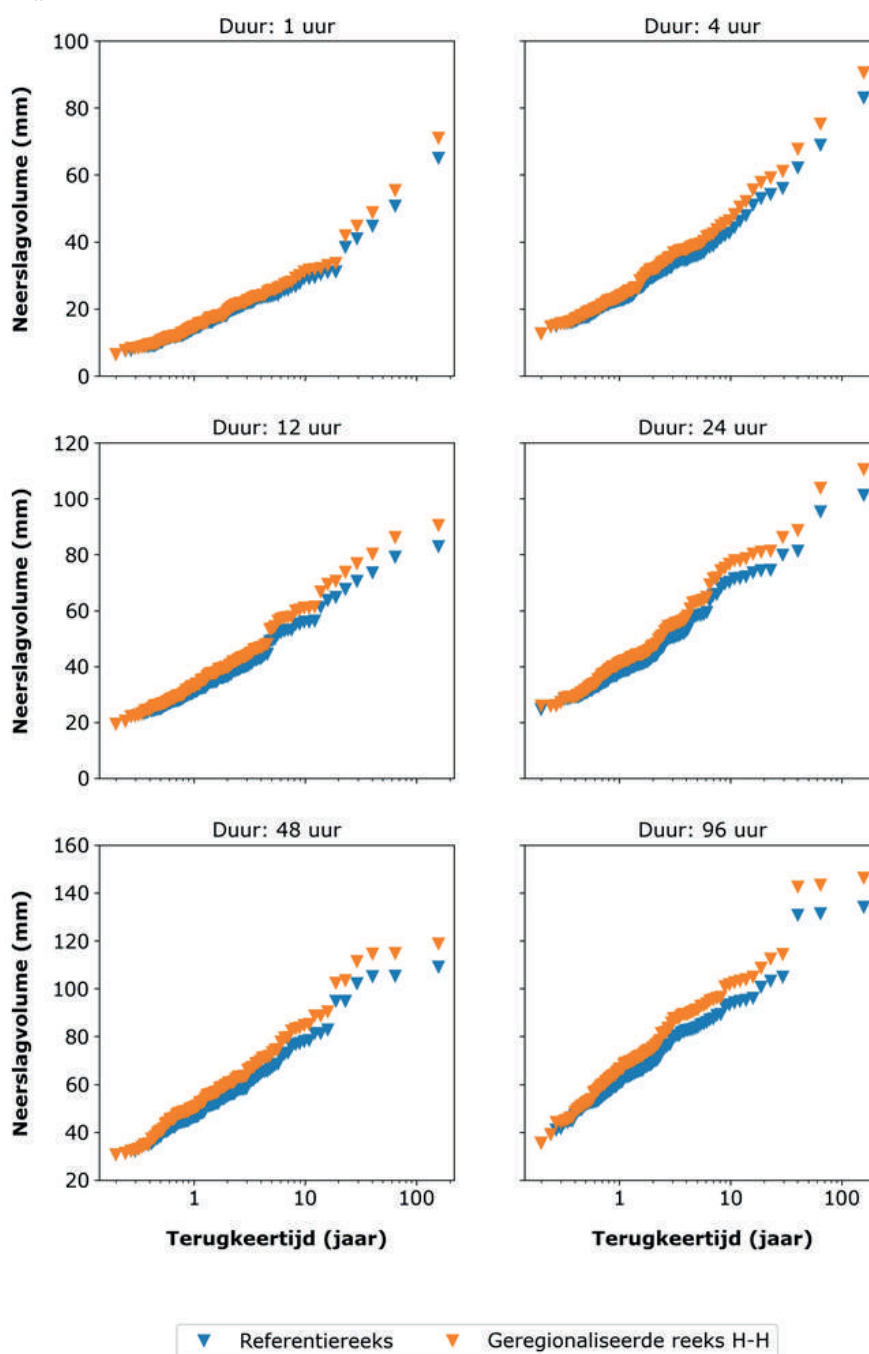 Duur: 1 uur
Duur: 4 uur
100
80
60
40
20
0
Neerslagvolume (mm)
Duur: 12 uur
Duur: 24 uur
120
100
80
60
40
20
0
Neerslagvolume (mm)
Duur: 48 uur
Duur: 96 uur
160
140
120
100
80
60
40
20
Neerslagvolume (mm)
1 10 100
1 10 100
Terugkeertijd (jaar)
Terugkeertijd (jaar)
Referentiereeks
Geregionaliseerde reeks H-H